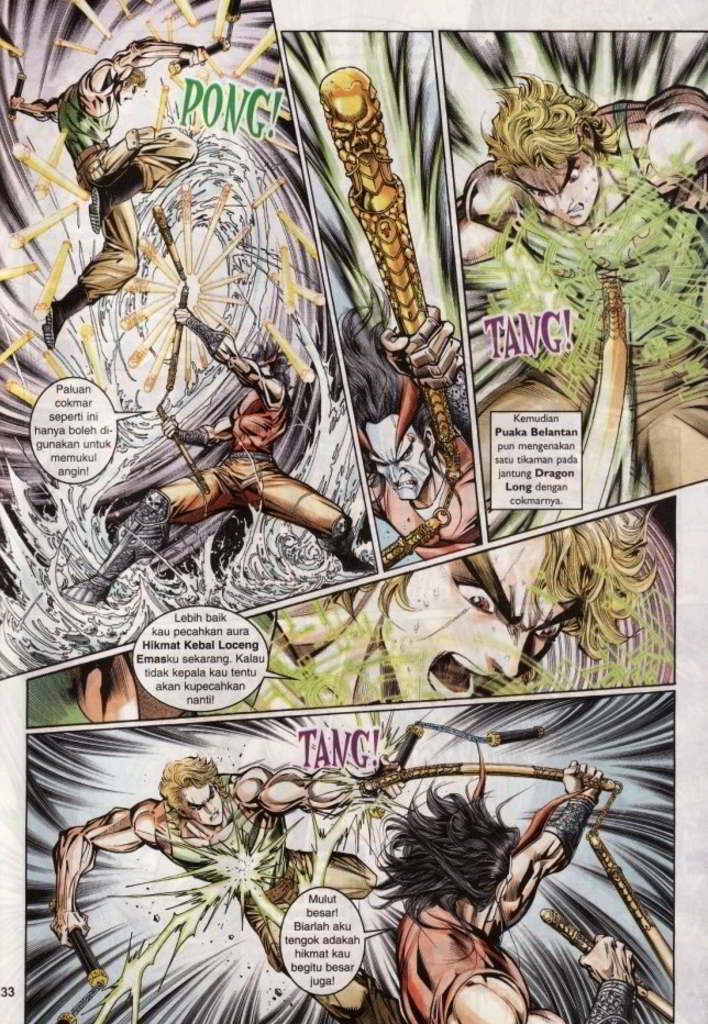 PONG!
Paluan
cokmar
seperti ini
hanya boleh di-
gunakan untuk
memukul
angin!
TANG!
Kemudian
Puaka Belantan
pun mengenakan
satu tikaman pada
jantung Dragon
Long dengan
cokmarnya.
Lebih baik
kau pecahkan aura
Hikmat Kebal Loceng
Emasku sekarang. Kalau
tidak kepala kau tentu
akan kupecahkan
nanti!
TANG!
Mulut
besar!
Biarlah aku
tengok adakah
hikmat kau
begitu besar
juga!
33